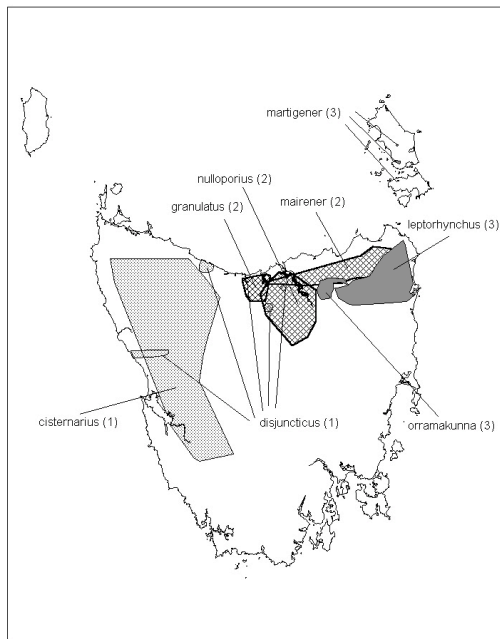 martigener (3)
nulloporius (2)
granulatus (2)
mairener (2)
leptorhynchus (3)
cisternarius (1)
disjuncticus (1)
orramakunna (3)